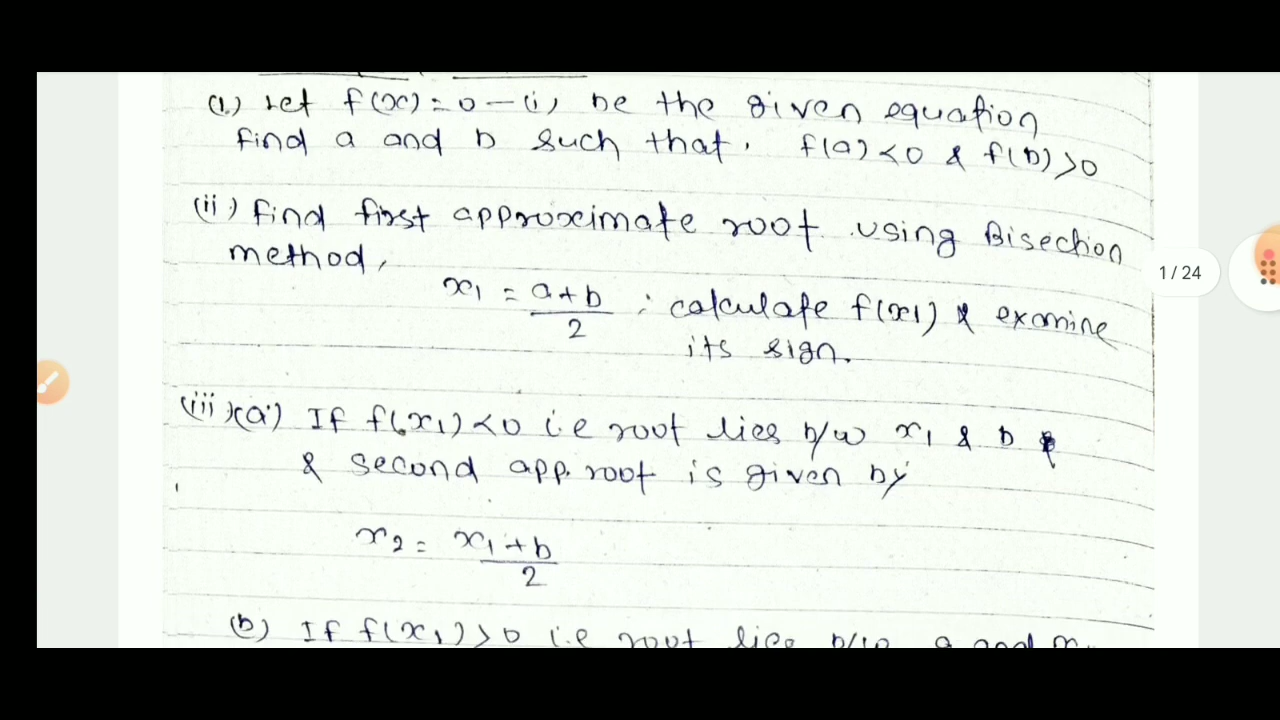 (i.) Let f(x) = 0 — (i), be the given equation
find a and b such that. f(a) < 0 & f(b) > 0
(ii.) Find first approximate root using Bisection
method,
x₁ = a+b/2 : calculate f(x₁) & examine
its sign.
(iii)(a) If f(x₁) < 0 i.e root lies b/w x₁ & b
& second app. root is given by
x₂ = x₁+b/2
(b) If f(x₁) > 0 i.e root lies b/w a and x₁
1 / 24